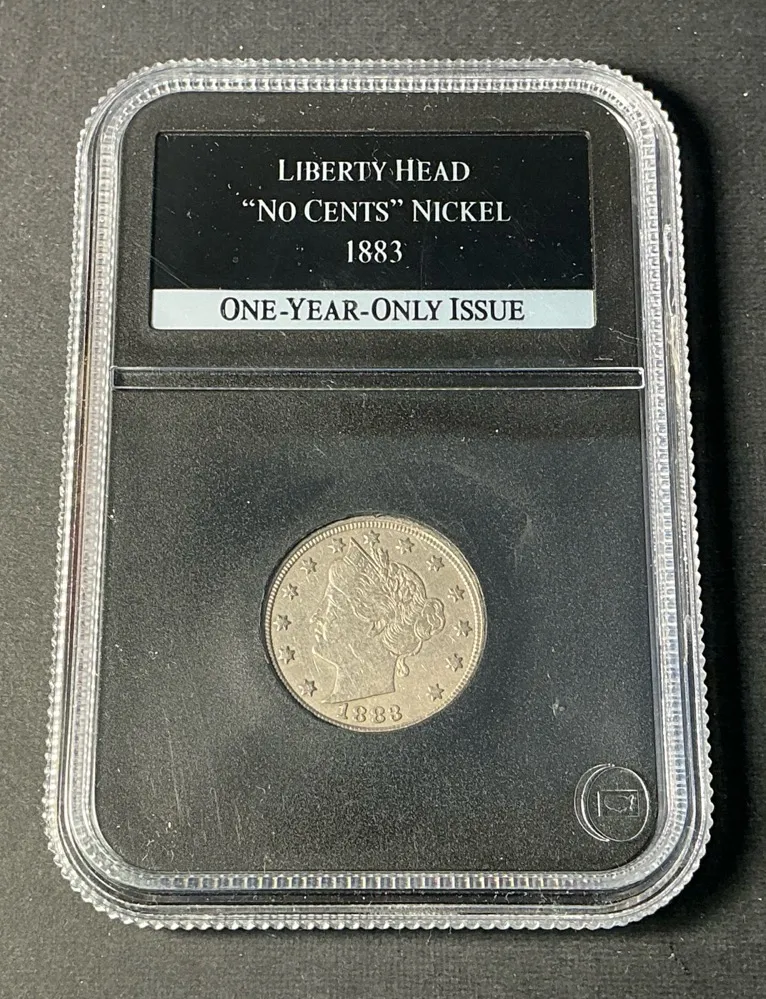 LIBERTY HEAD
“NO CENTS” NICKEL
1883
ONE-YEAR-ONLY ISSUE
1883